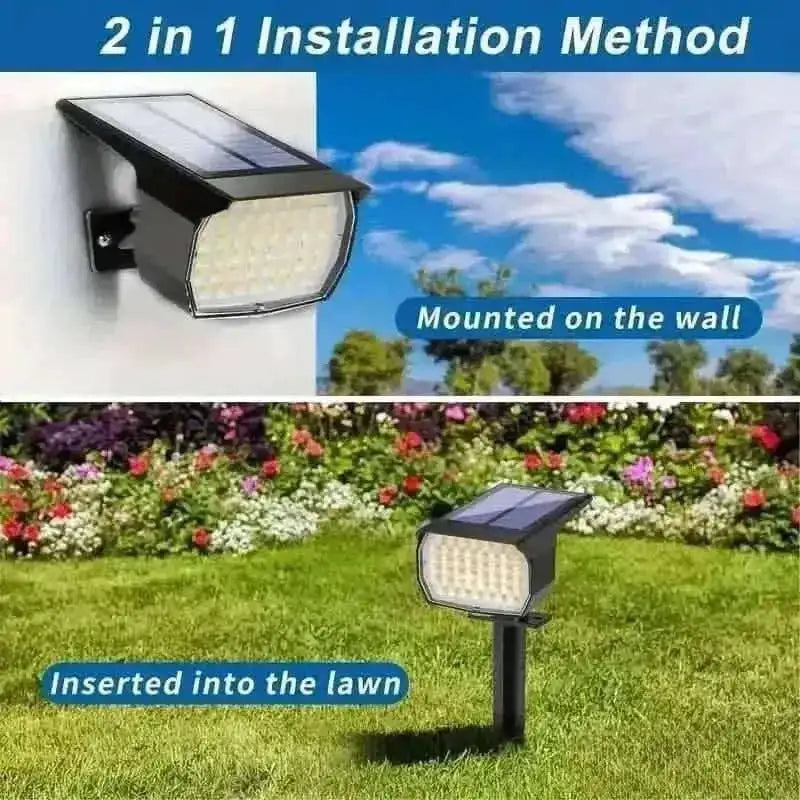 2 in 1 Installation Method
Mounted on the wall
Inserted into the lawn